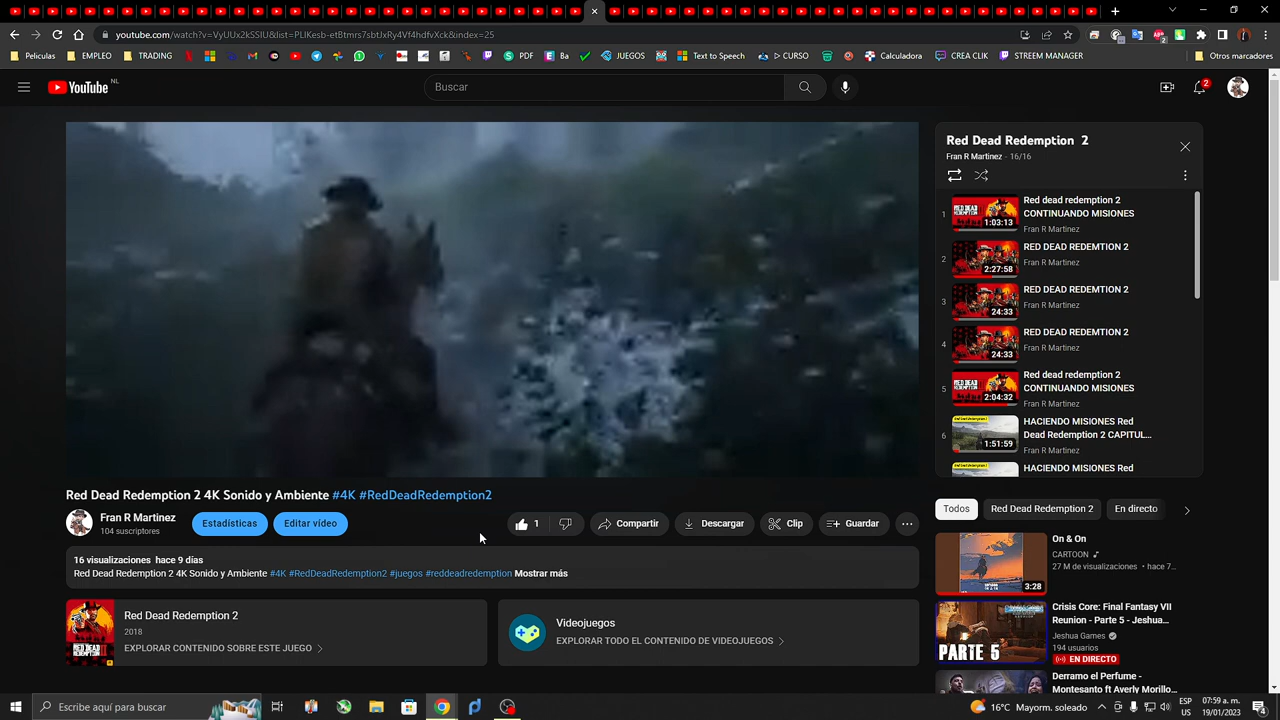 youtube.com/watch?v=VyUUx2kSSIU&list=PLIKesb-etBtmrs7sbtJxRy4Vf4hdfvXck&index=25
Peliculas
EMPLEO
TRADING
PDF
Ba
JUEGOS
Text to Speech
CURSO
Calculadora
CREA CLIK
STREEM MANAGER
Otros marcadores
YouTube NL
Buscar
2
Red Dead Redemption 2
Fran R Martinez - 16/16
1
1:03:13
Red dead redemption 2
CONTINUANDO MISIONES
Fran R Martinez
2
2:27:58
RED DEAD REDEMTION 2
Fran R Martinez
3
24:33
RED DEAD REDEMTION 2
Fran R Martinez
4
24:33
RED DEAD REDEMTION 2
Fran R Martinez
5
2:04:32
Red dead redemption 2
CONTINUANDO MISIONES
Fran R Martinez
6
1:51:59
HACIENDO MISIONES Red
Dead Redemption 2 CAPITUL...
Fran R Martinez
HACIENDO MISIONES Red
Red Dead Redemption 2 4K Sonido y Ambiente #4K #RedDeadRedemption2
Fran R Martinez
104 suscriptores
Estadísticas
Editar vídeo
1
Compartir
Descargar
Clip
Guardar
16 visualizaciones hace 9 días
Red Dead Redemption 2 4K Sonido y Ambiente #4K #RedDeadRedemption2 #juegos #reddeadredemption Mostrar más
Red Dead Redemption 2
2018
EXPLORAR CONTENIDO SOBRE ESTE JUEGO
Videojuegos
EXPLORAR TODO EL CONTENIDO DE VIDEOJUEGOS
Todos
Red Dead Redemption 2
En directo
3:28
On & On
CARTOON
27 M de visualizaciones · hace 7...
PARTE 5
Crisis Core: Final Fantasy VII
Reunion - Parte 5 - Jeshua...
Jeshua Games
194 usuarios
EN DIRECTO
Derramo el Perfume -
Montesanto ft Averly Morillo...
Escribe aquí para buscar
16°C Mayorm. soleado
ESP
US
07:59 a. m.
19/01/2023
4